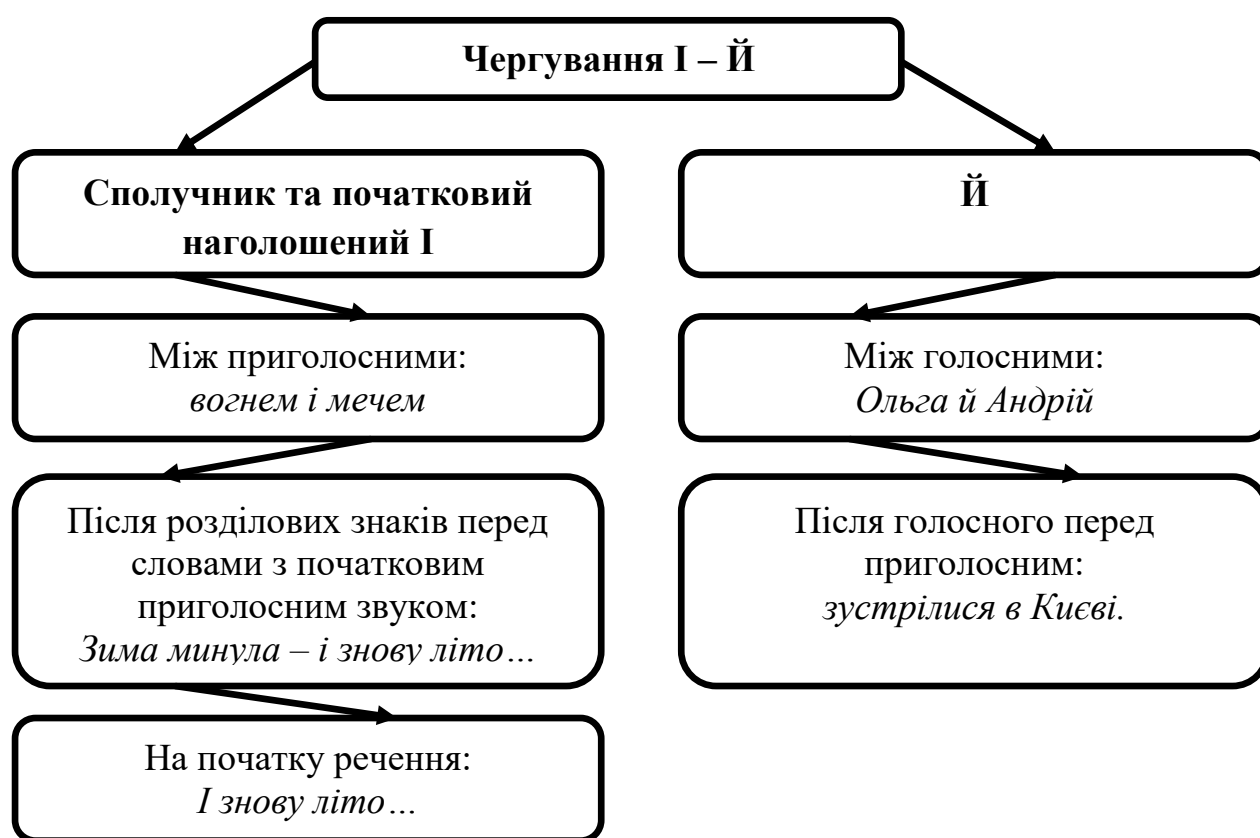 Чергування І – Й
Сполучник та початковий
наголошений І
Між приголосними:
вогнем і мечем
Після розділових знаків перед
словами з початковим
приголосним звуком:
Зима минула – і знову літо…
На початку речення:
І знову літо…
Й
Між голосними:
Ольга й Андрій
Після голосного перед
приголосним:
зустрілися в Києві.